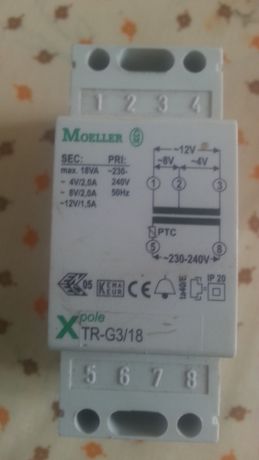 1 2 3 4
MOELLER
SEC: PRI:
max. 18VA ~230-
~ 4V/2,0A 240V
~ 8V/2,0A 50Hz
~12V/1,5A
~12V
~8V ~4V
1 2 3
PTC
5 8
~230-240V
05
KEMA
KEUR
IP 20
Xpole
TR-G3/18
5 6 7 8